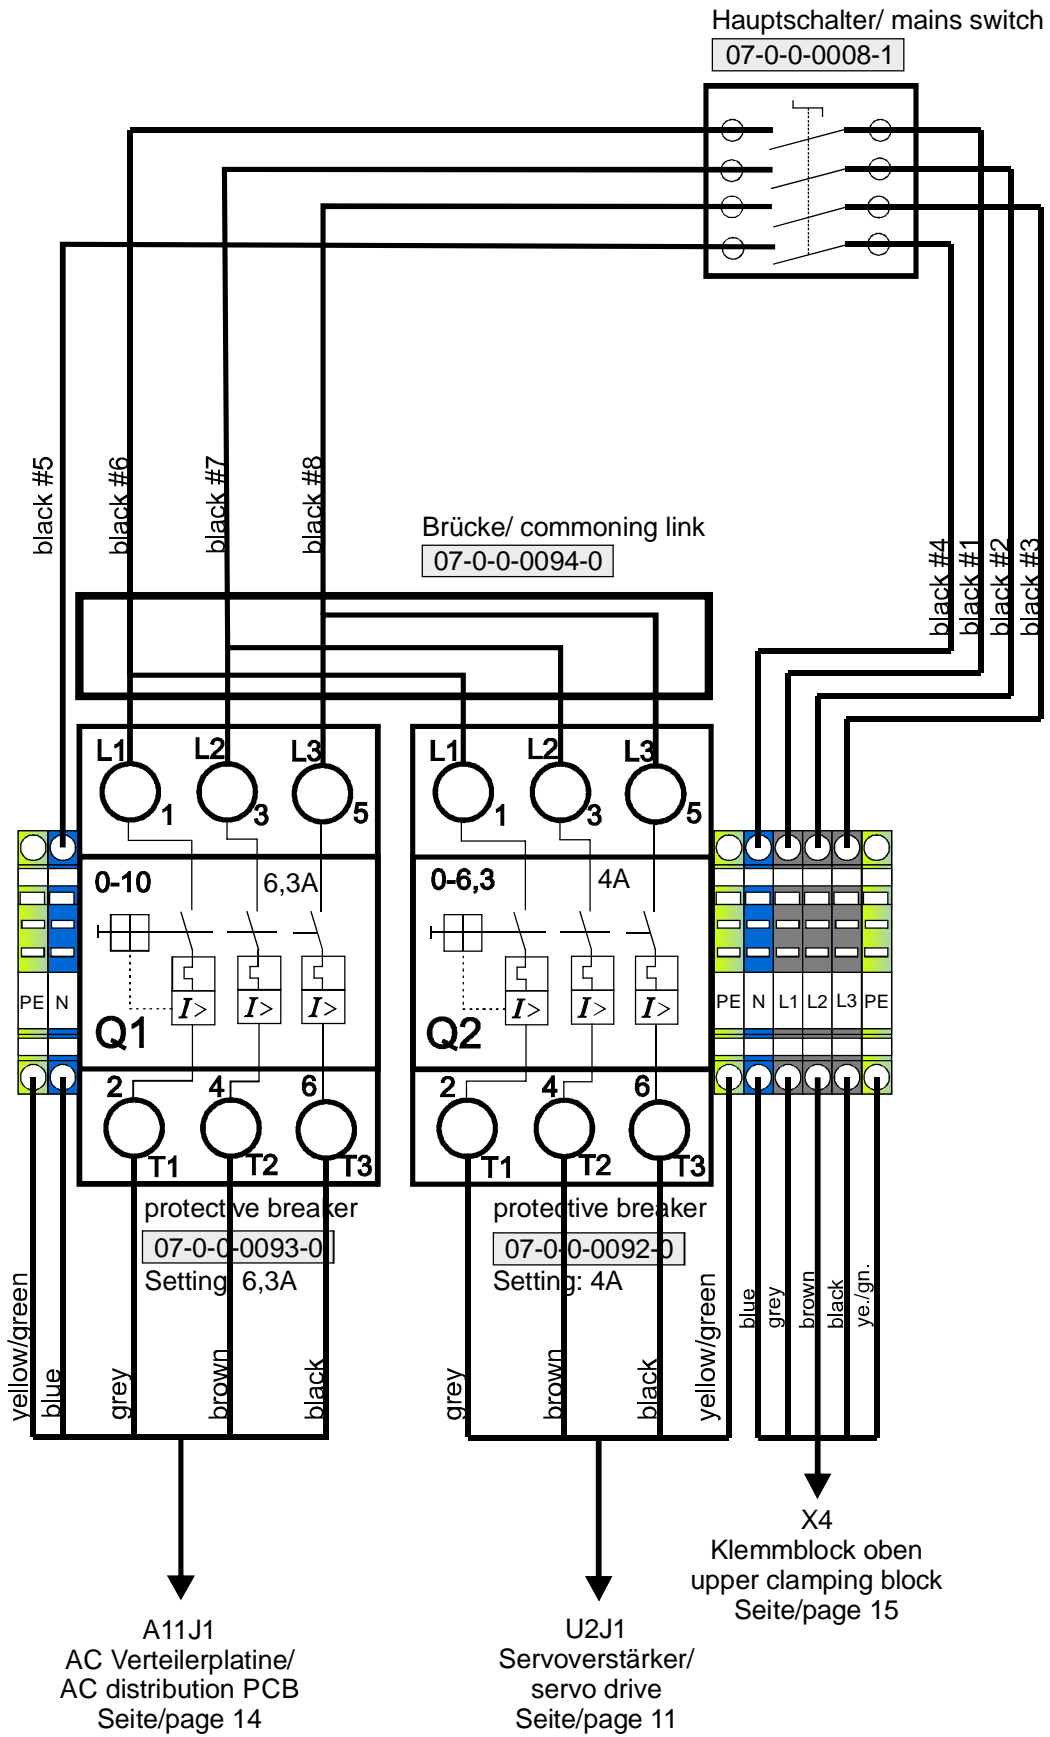 Hauptschalter/ mains switch
07-0-0-0008-1
black #5
black #6
black #7
black #8
Brücke/ commoning link
07-0-0-0094-0
black #4
black #1
black #2
black #3
L1
L2
L3
1
3
5
L1
L2
L3
1
3
5
0-10
6,3A
0-6,3
4A
PE
N
I>
I>
I>
Q1
I>
I>
I>
Q2
PE
N
L1
L2
L3
PE
2
4
6
T1
T2
T3
2
4
6
T1
T2
T3
protective breaker
07-0-0-0093-0
Setting: 6,3A
protective breaker
07-0-0-0092-0
Setting: 4A
yellow/green
blue
grey
brown
black
grey
brown
black
yellow/green
blue
grey
brown
black
ye./gn.
X4
Klemmblock oben
upper clamping block
Seite/page 15
A11J1
AC Verteilerplatine/
AC distribution PCB
Seite/page 14
U2J1
Servoverstärker/
servo drive
Seite/page 11